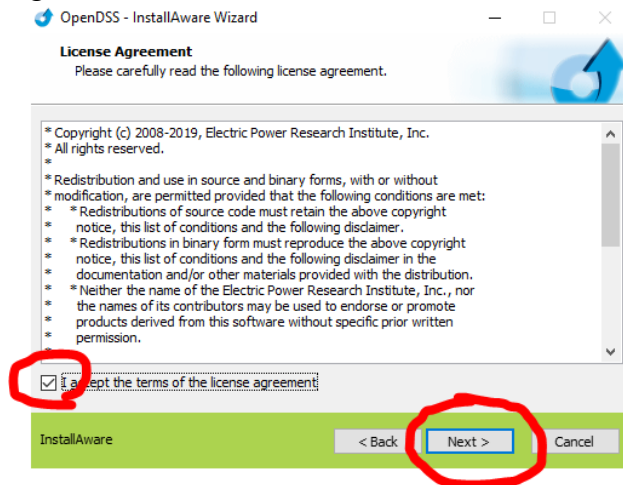 OpenDSS - InstallAware Wizard
License Agreement
Please carefully read the following license agreement.
* Copyright (c) 2008-2019, Electric Power Research Institute, Inc.
* All rights reserved.
*
* Redistribution and use in source and binary forms, with or without
* modification, are permitted provided that the following conditions are met:
* * Redistributions of source code must retain the above copyright
* notice, this list of conditions and the following disclaimer.
* * Redistributions in binary form must reproduce the above copyright
* notice, this list of conditions and the following disclaimer in the
* documentation and/or other materials provided with the distribution.
* * Neither the name of the Electric Power Research Institute, Inc., nor
* the names of its contributors may be used to endorse or promote
* products derived from this software without specific prior written
* permission.
*
I accept the terms of the license agreement
InstallAware
< Back
Next >
Cancel